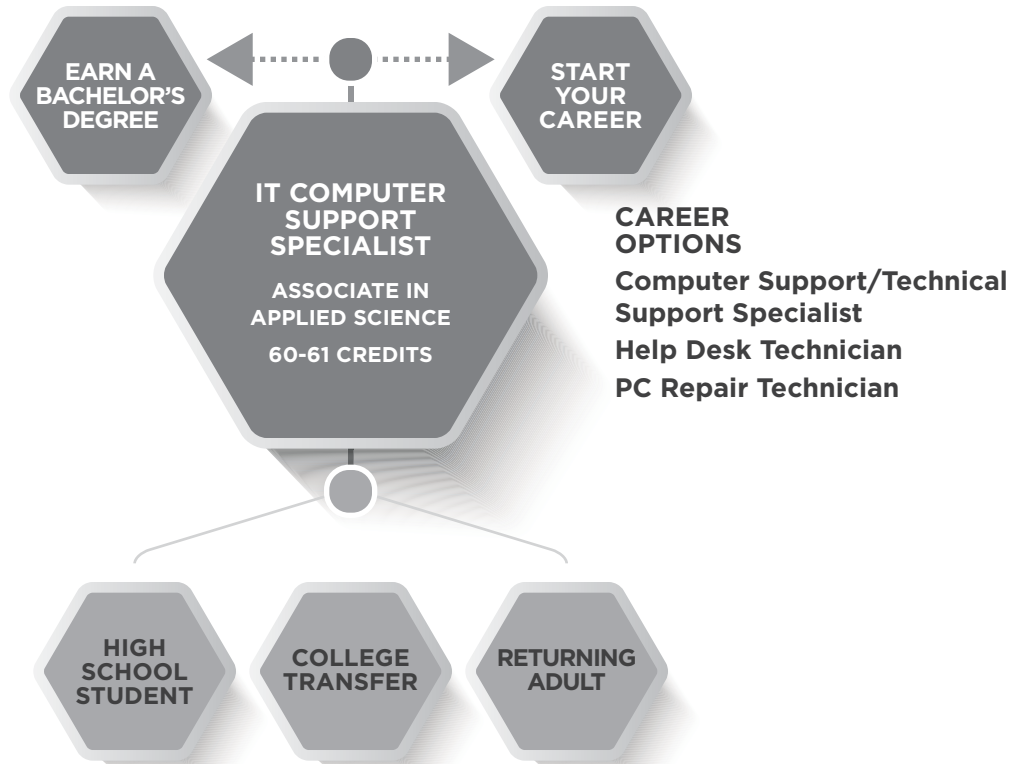 EARN A
BACHELOR’S
DEGREE
START
YOUR
CAREER
IT COMPUTER
SUPPORT
SPECIALIST
ASSOCIATE IN
APPLIED SCIENCE
60-61 CREDITS
CAREER
OPTIONS
Computer Support/Technical
Support Specialist
Help Desk Technician
PC Repair Technician
HIGH
SCHOOL
STUDENT
COLLEGE
TRANSFER
RETURNING
ADULT